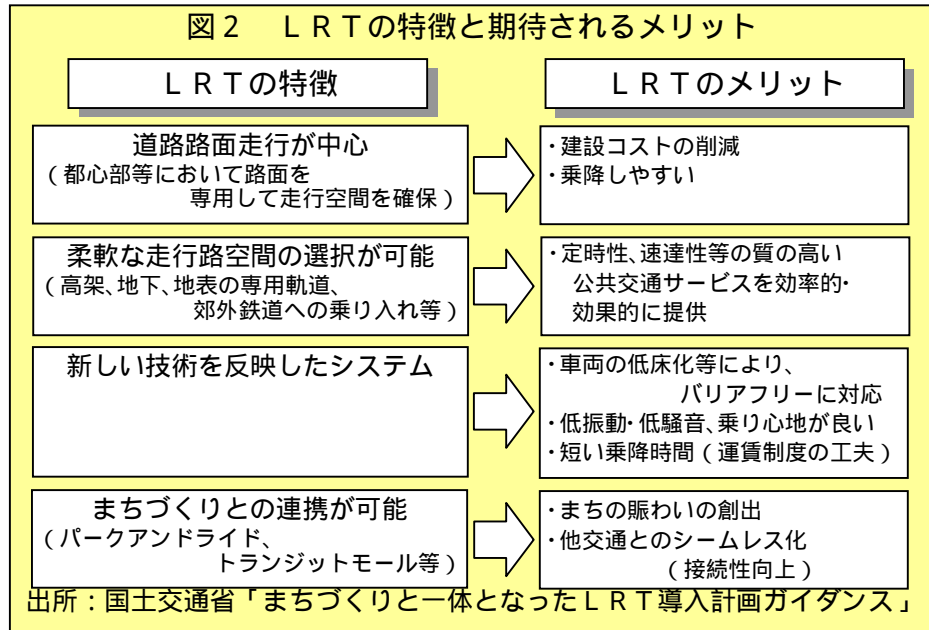 図2 LRTの特徴と期待されるメリット
LRTの特徴
LRTのメリット
道路路面走行が中心
(都心部等において路面を
専用して走行空間を確保)
・建設コストの削減
・乗降しやすい
柔軟な走行路空間の選択が可能
(高架、地下、地表の専用軌道、
郊外鉄道への乗り入れ等)
・定時性、速達性等の質の高い
公共交通サービスを効率的・
効果的に提供
新しい技術を反映したシステム
・車両の低床化等により、
バリアフリーに対応
・低振動・低騒音、乗り心地が良い
・短い乗降時間(運賃制度の工夫)
まちづくりとの連携が可能
(パークアンドライド、
トランジットモール等)
・まちの賑わいの創出
・他交通とのシームレス化
(接続性向上)
出所:国土交通省「まちづくりと一体となったLRT導入計画ガイダンス」